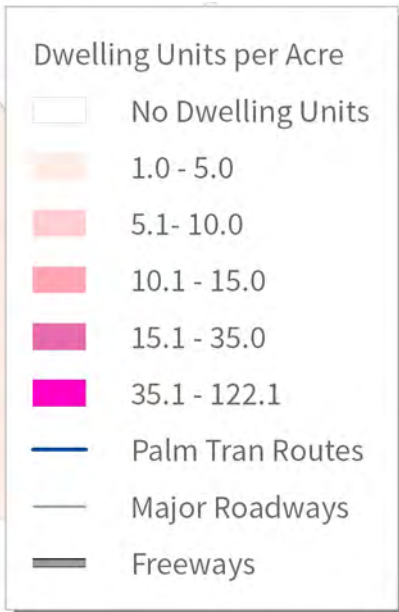 Dwelling Units per Acre
No Dwelling Units
1.0 - 5.0
5.1- 10.0
10.1 - 15.0
15.1 - 35.0
35.1 - 122.1
Palm Tran Routes
Major Roadways
Freeways